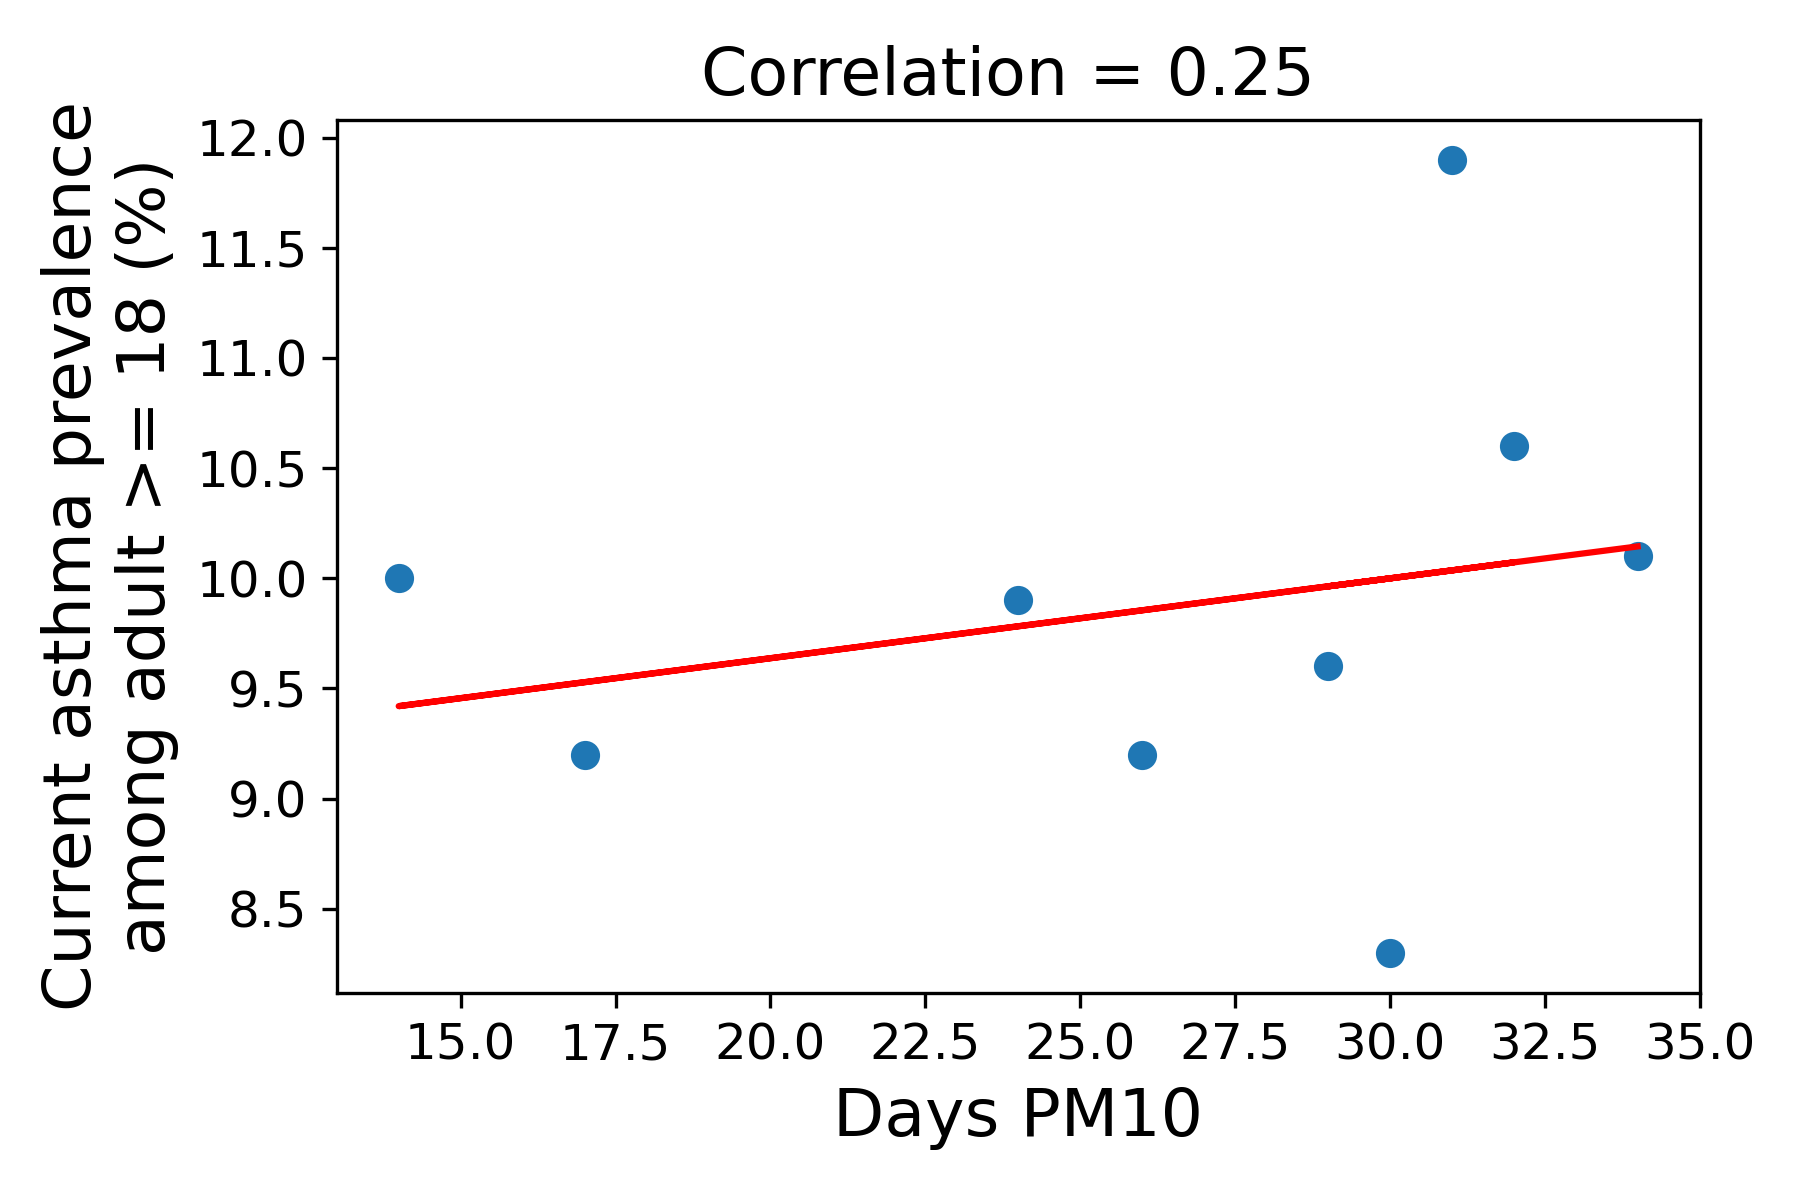 Correlation = 0.25
Current asthma prevalence
among adult >= 18 (%)
12.0
11.5
11.0
10.5
10.0
9.5
9.0
8.5
15.0 17.5 20.0 22.5 25.0 27.5 30.0 32.5 35.0
Days PM10